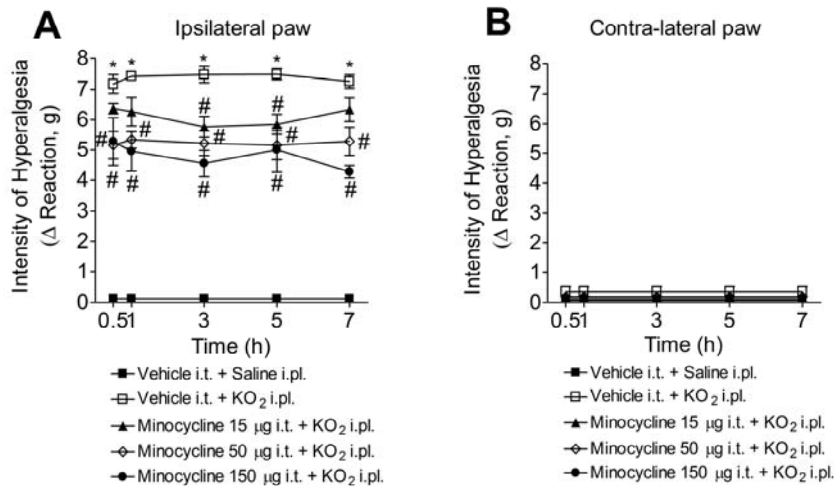 A
Ipsilateral paw
Intensity of Hyperalgesia
(Δ Reaction, g)
8
7
6
5
4
3
2
1
0
* * * * *
# #
# # # # #
# # # # #
0.5 1 3 5 7
Time (h)
Vehicle i.t. + Saline i.pl.
Vehicle i.t. + KO2 i.pl.
Minocycline 15 μg i.t. + KO2 i.pl.
Minocycline 50 μg i.t. + KO2 i.pl.
Minocycline 150 μg i.t. + KO2 i.pl.
B
Contra-lateral paw
Intensity of Hyperalgesia
(Δ Reaction, g)
8
7
6
5
4
3
2
1
0
0.5 1 3 5 7
Time (h)
Vehicle i.t. + Saline i.pl.
Vehicle i.t. + KO2 i.pl.
Minocycline 15 μg i.t. + KO2 i.pl.
Minocycline 50 μg i.t. + KO2 i.pl.
Minocycline 150 μg i.t. + KO2 i.pl.